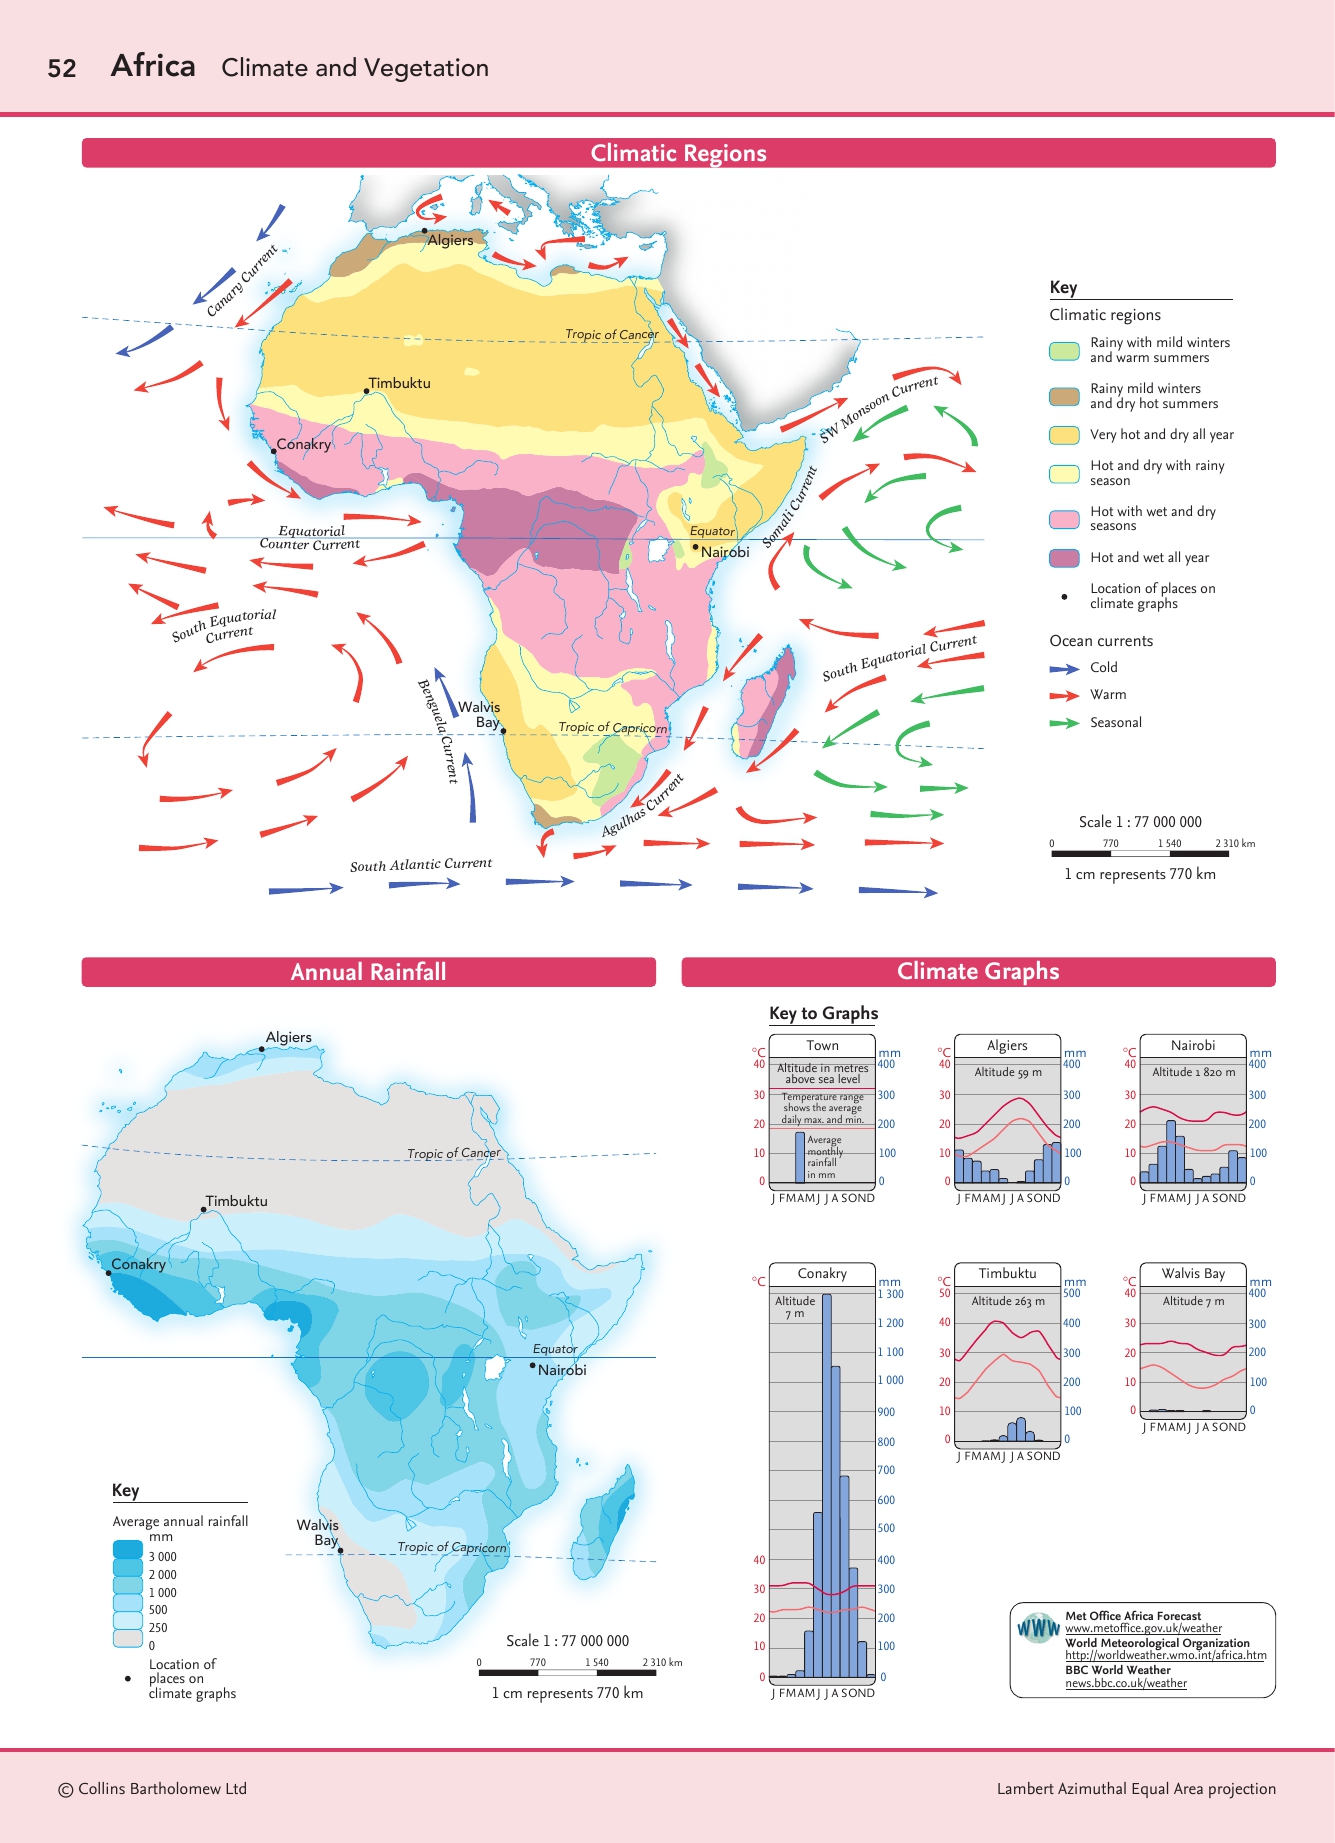 52 Africa Climate and Vegetation
Climatic Regions
Canary Current
Algiers
Tropic of Cancer
Timbuktu
Conakry
SW Monsoon Current
Somali Current
Equatorial
Counter Current
Equator
Nairobi
South Equatorial
Current
South Equatorial Current
Benguela Current
Walvis
Bay
Tropic of Capricorn
Agulhas Current
South Atlantic Current
Key
Climatic regions
Rainy with mild winters
and warm summers
Rainy mild winters
and dry hot summers
Very hot and dry all year
Hot and dry with rainy
season
Hot with wet and dry
seasons
Hot and wet all year
Location of places on
climate graphs
Ocean currents
Cold
Warm
Seasonal
Scale 1 : 77 000 000
0 770 1 540 2 310 km
1 cm represents 770 km
Annual Rainfall
Algiers
Tropic of Cancer
Timbuktu
Conakry
Equator
Nairobi
Walvis
Bay
Tropic of Capricorn
Key
Average annual rainfall
mm
3 000
2 000
1 000
500
250
0
Location of
places on
climate graphs
Scale 1 : 77 000 000
0 770 1 540 2 310 km
1 cm represents 770 km
Climate Graphs
Key to Graphs
Town
°C mm
40 400
Altitude in metres
above sea level
30 300
Temperature range
shows the average
daily max. and min.
20 200
Average
monthly
rainfall
in mm
10 100
0 0
J FMAMJ J A SOND
Algiers
°C mm
40 400
Altitude 59 m
30 300
20 200
10 100
0 0
J FMAMJ J A SOND
Nairobi
°C mm
40 400
Altitude 1 820 m
30 300
20 200
10 100
0 0
J FMAMJ J A SOND
Conakry
°C mm
Altitude
7 m
1 300
1 200
1 100
1 000
900
800
700
600
500
40 400
30 300
20 200
10 100
0 0
J FMAMJ J A SOND
Timbuktu
°C mm
50 500
Altitude 263 m
40 400
30 300
20 200
10 100
0 0
J FMAMJ J A SOND
Walvis Bay
°C mm
40 400
Altitude 7 m
30 300
20 200
10 100
0 0
J FMAMJ J A SOND
WWW
Met Office Africa Forecast
www.metoffice.gov.uk/weather
World Meteorological Organization
http://worldweather.wmo.int/africa.htm
BBC World Weather
news.bbc.co.uk/weather
© Collins Bartholomew Ltd
Lambert Azimuthal Equal Area projection